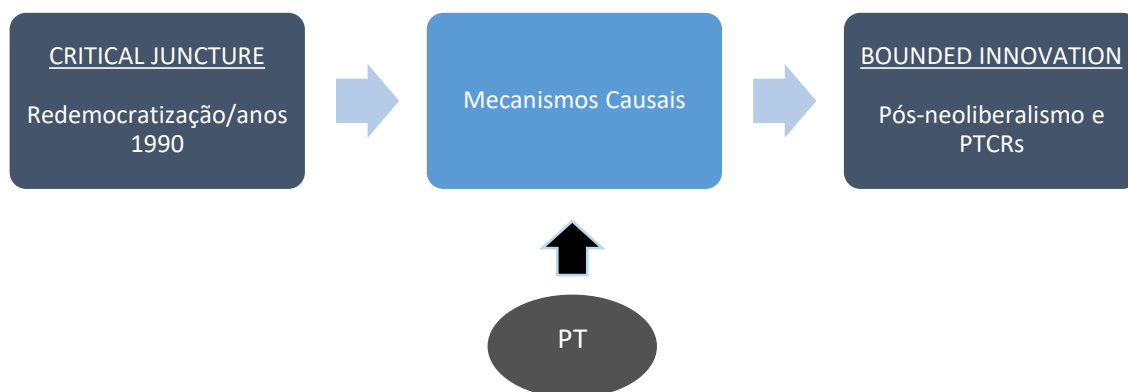 CRITICAL JUNCTURE
Redemocratização/anos
1990
Mecanismos Causais
BOUNDED INNOVATION
Pós-neoliberalismo e
PTCRs
PT